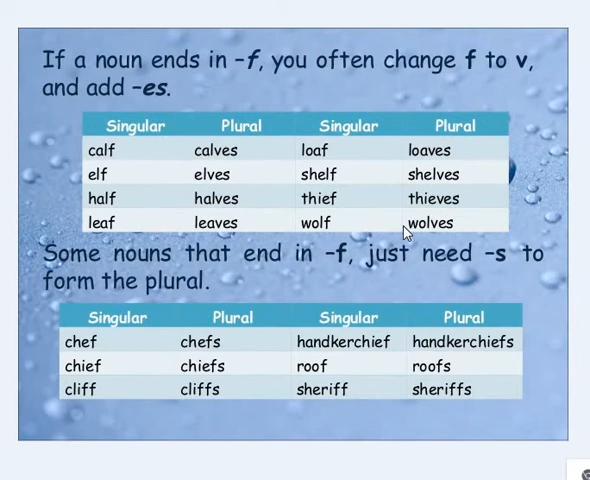 If a noun ends in –f, you often change f to v,
and add –es.
Singular Plural Singular Plural
calf calves loaf loaves
elf elves shelf shelves
half halves thief thieves
leaf leaves wolf wolves
Some nouns that end in –f, just need –s to
form the plural.
Singular Plural Singular Plural
chef chefs handkerchief handkerchiefs
chief chiefs roof roofs
cliff cliffs sheriff sheriffs